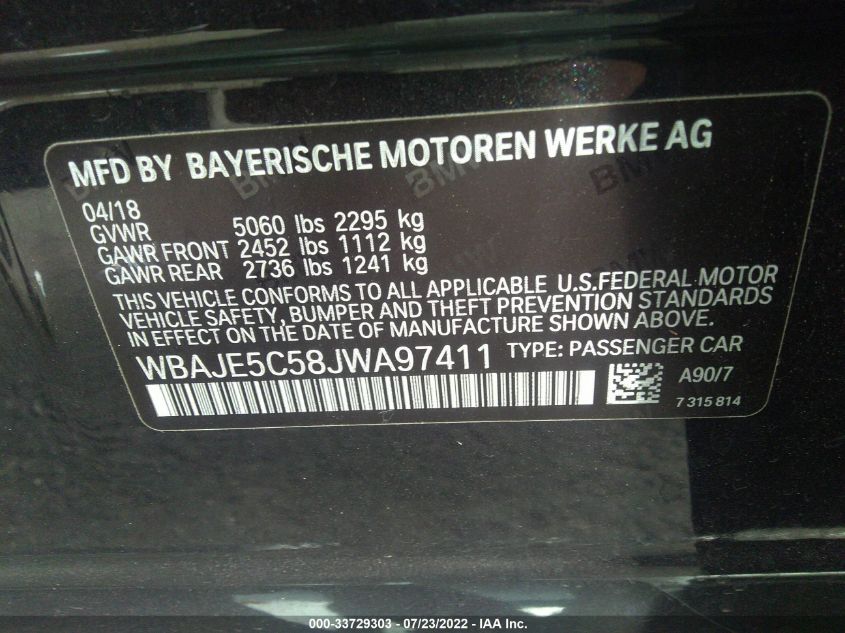 MFD BY BAYERISCHE MOTOREN WERKE AG
04/18
GVWR 5060 lbs 2295 kg
GAWR FRONT 2452 lbs 1112 kg
GAWR REAR 2736 lbs 1241 kg
THIS VEHICLE CONFORMS TO ALL APPLICABLE U.S.FEDERAL MOTOR
VEHICLE SAFETY, BUMPER AND THEFT PREVENTION STANDARDS
IN EFFECT ON THE DATE OF MANUFACTURE SHOWN ABOVE.
WBAJE5C58JWA97411 TYPE: PASSENGER CAR
A90/7
7 315 814
000-33729303 - 07/23/2022 - IAA Inc.